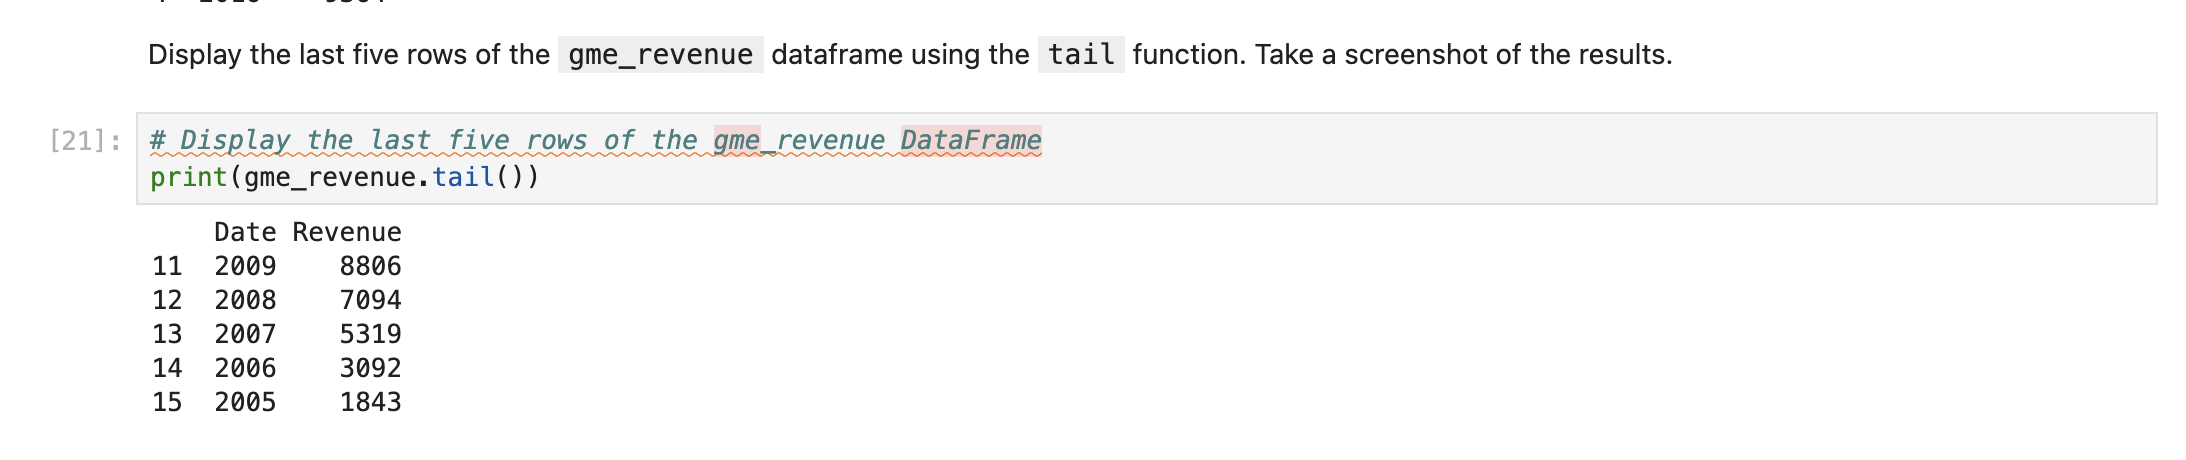 Display the last five rows of the gme_revenue dataframe using the tail function. Take a screenshot of the results.
[21]:
# Display the last five rows of the gme_revenue DataFrame
print(gme_revenue.tail())
Date Revenue
11 2009 8806
12 2008 7094
13 2007 5319
14 2006 3092
15 2005 1843